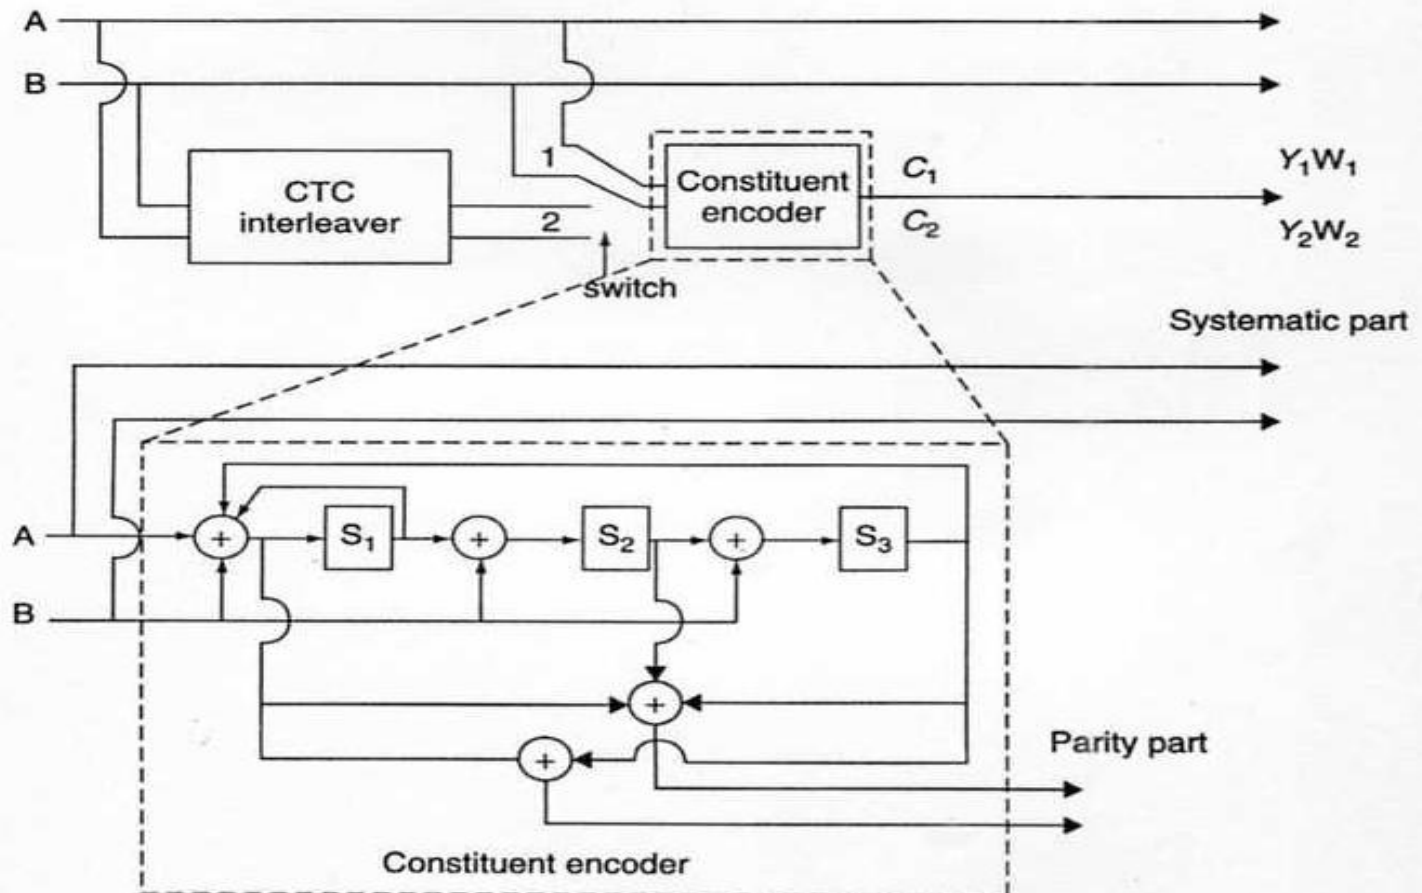 A
B
1
CTC
interleaver
2
switch
Constituent
encoder
C₁
C₂
Y₁W₁
Y₂W₂
Systematic part
A
B
+
S₁
+
S₂
+
S₃
+
+
Parity part
Constituent encoder